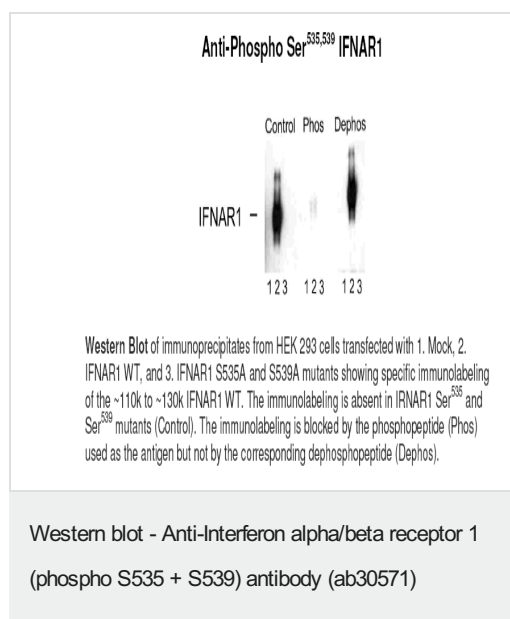 Anti-Phospho Ser535,539 IFNAR1
Control Phos Dephos
IFNAR1 –
1 2 3 1 2 3 1 2 3
Western Blot of immunoprecipitates from HEK 293 cells transfected with 1. Mock, 2.
IFNAR1 WT, and 3. IFNAR1 S535A and S539A mutants showing specific immunolabeling
of the ~110k to ~130k IFNAR1 WT. The immunolabeling is absent in IRNAR1 Ser535 and
Ser539 mutants (Control). The immunolabeling is blocked by the phosphopeptide (Phos)
used as the antigen but not by the corresponding dephosphopeptide (Dephos).
Western blot - Anti-Interferon alpha/beta receptor 1
(phospho S535 + S539) antibody (ab30571)